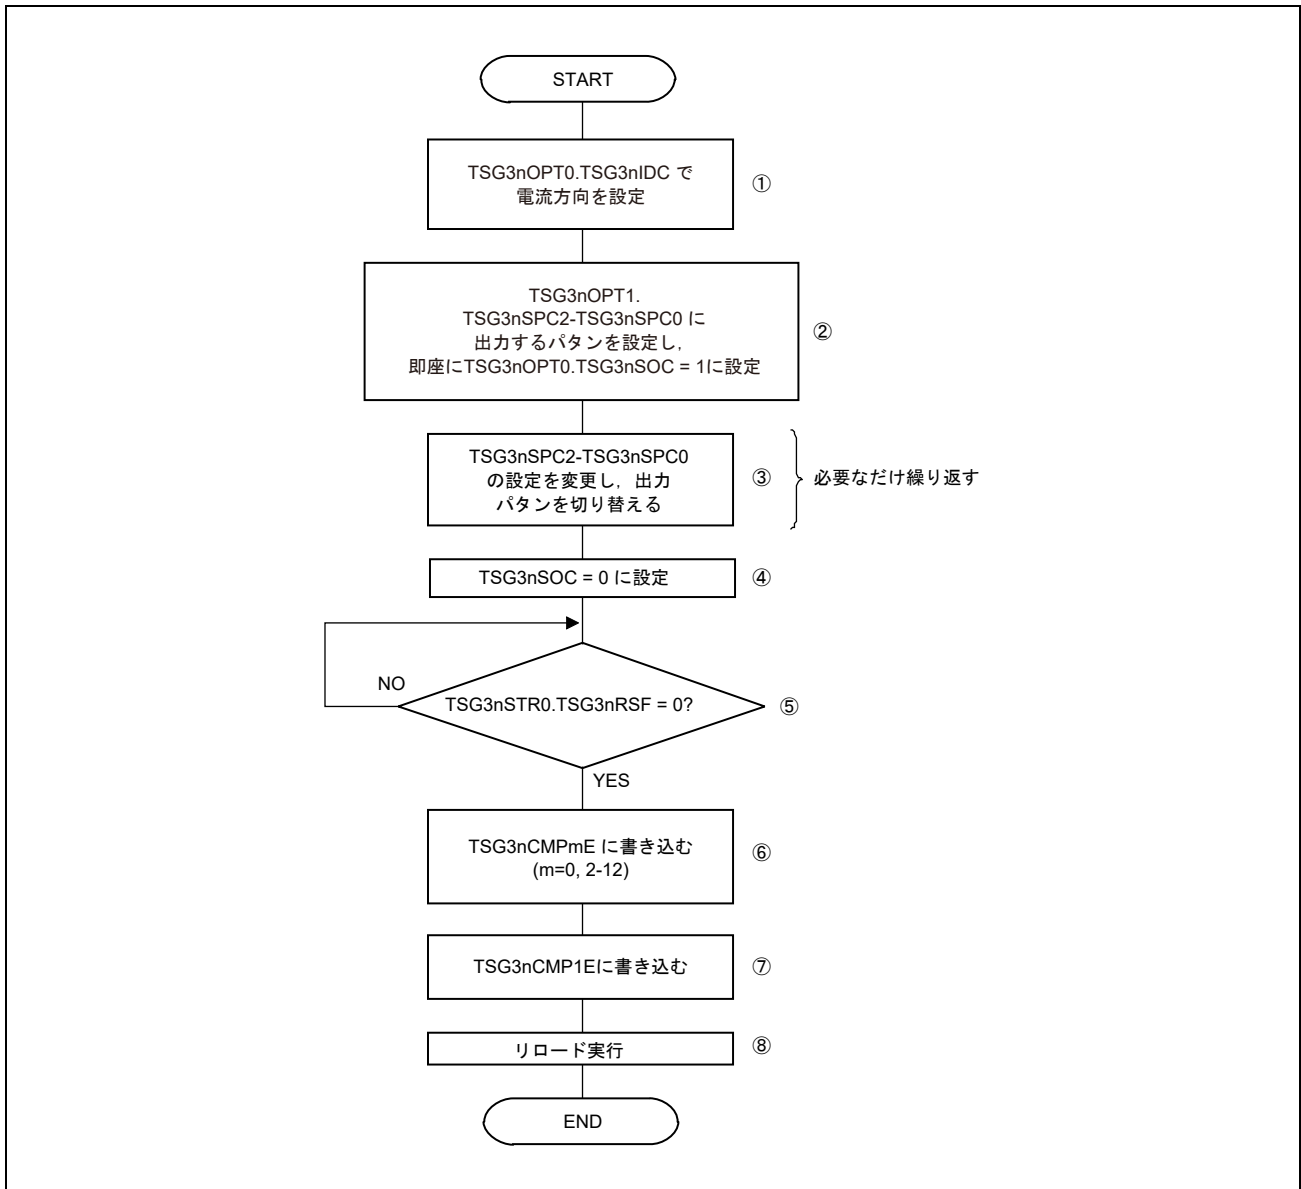 START
TSG3nOPT0.TSG3nIDC で
電流方向を設定
①
TSG3nOPT1.
TSG3nSPC2-TSG3nSPC0 に
出力するパタンを設定し,
即座にTSG3nOPT0.TSG3nSOC = 1に設定
②
TSG3nSPC2-TSG3nSPC0
の設定を変更し, 出力
パタンを切り替える
③
必要なだけ繰り返す
TSG3nSOC = 0 に設定
④
NO
TSG3nSTR0.TSG3nRSF = 0?
⑤
YES
TSG3nCMPmE に書き込む
(m=0, 2-12)
⑥
TSG3nCMP1Eに書き込む
⑦
リロード実行
⑧
END